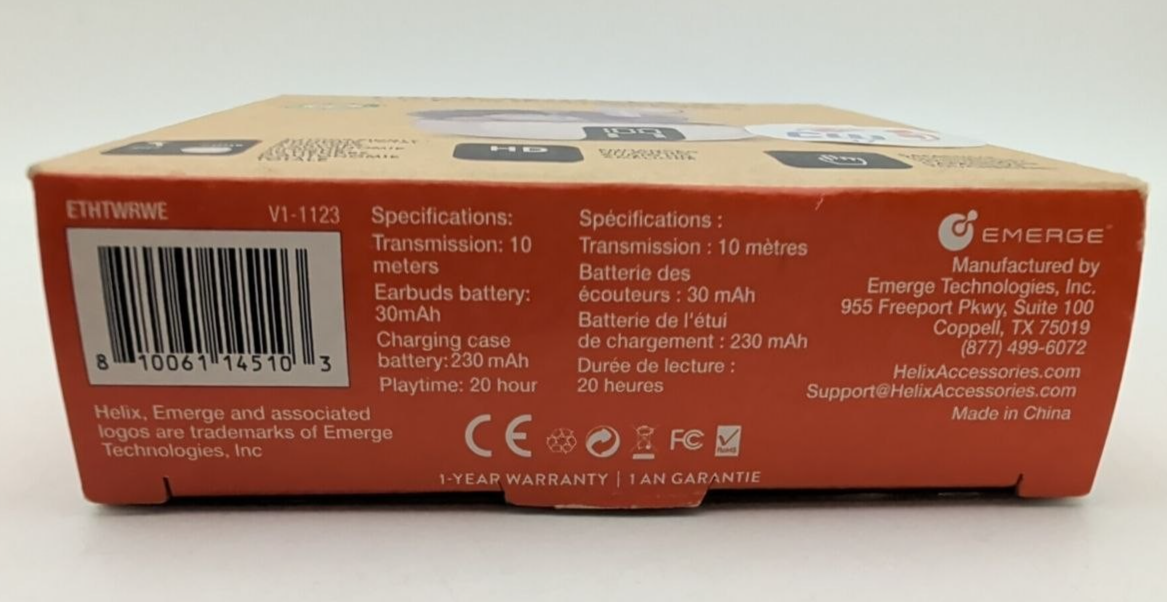 HD
ETHTWRWE
V1-1123
8 10061 14510 3
Helix, Emerge and associated
logos are trademarks of Emerge
Technologies, Inc
Specifications:
Transmission: 10
meters
Earbuds battery:
30mAh
Charging case
battery: 230 mAh
Playtime: 20 hour
Spécifications :
Transmission : 10 mètres
Batterie des
écouteurs : 30 mAh
Batterie de l'étui
de chargement : 230 mAh
Durée de lecture :
20 heures
EMERGE
Manufactured by
Emerge Technologies, Inc.
955 Freeport Pkwy, Suite 100
Coppell, TX 75019
(877) 499-6072
HelixAccessories.com
Support@HelixAccessories.com
Made in China
CE FC RoHS
1-YEAR WARRANTY | 1 AN GARANTIE